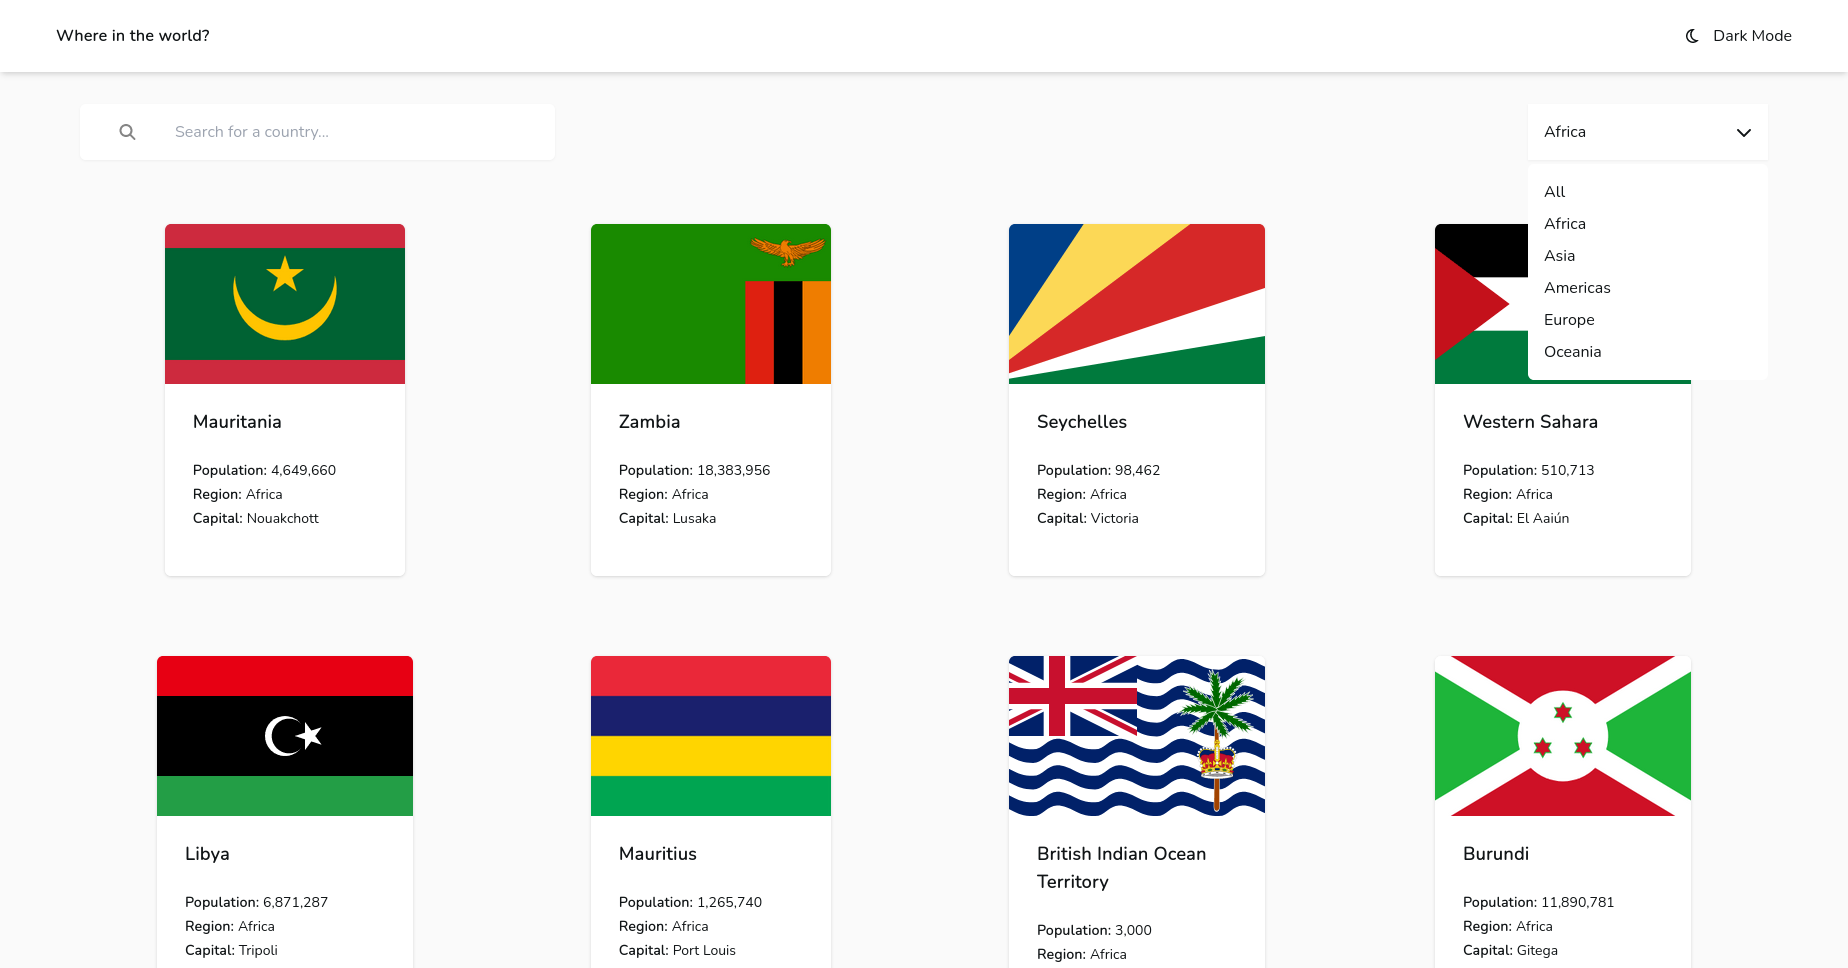 Where in the world?
Dark Mode
Search for a country...
Africa
All
Africa
Asia
Americas
Europe
Oceania
Mauritania
Population: 4,649,660
Region: Africa
Capital: Nouakchott
Zambia
Population: 18,383,956
Region: Africa
Capital: Lusaka
Seychelles
Population: 98,462
Region: Africa
Capital: Victoria
Western Sahara
Population: 510,713
Region: Africa
Capital: El Aaiún
Libya
Population: 6,871,287
Region: Africa
Capital: Tripoli
Mauritius
Population: 1,265,740
Region: Africa
Capital: Port Louis
British Indian Ocean
Territory
Population: 3,000
Region: Africa
Burundi
Population: 11,890,781
Region: Africa
Capital: Gitega